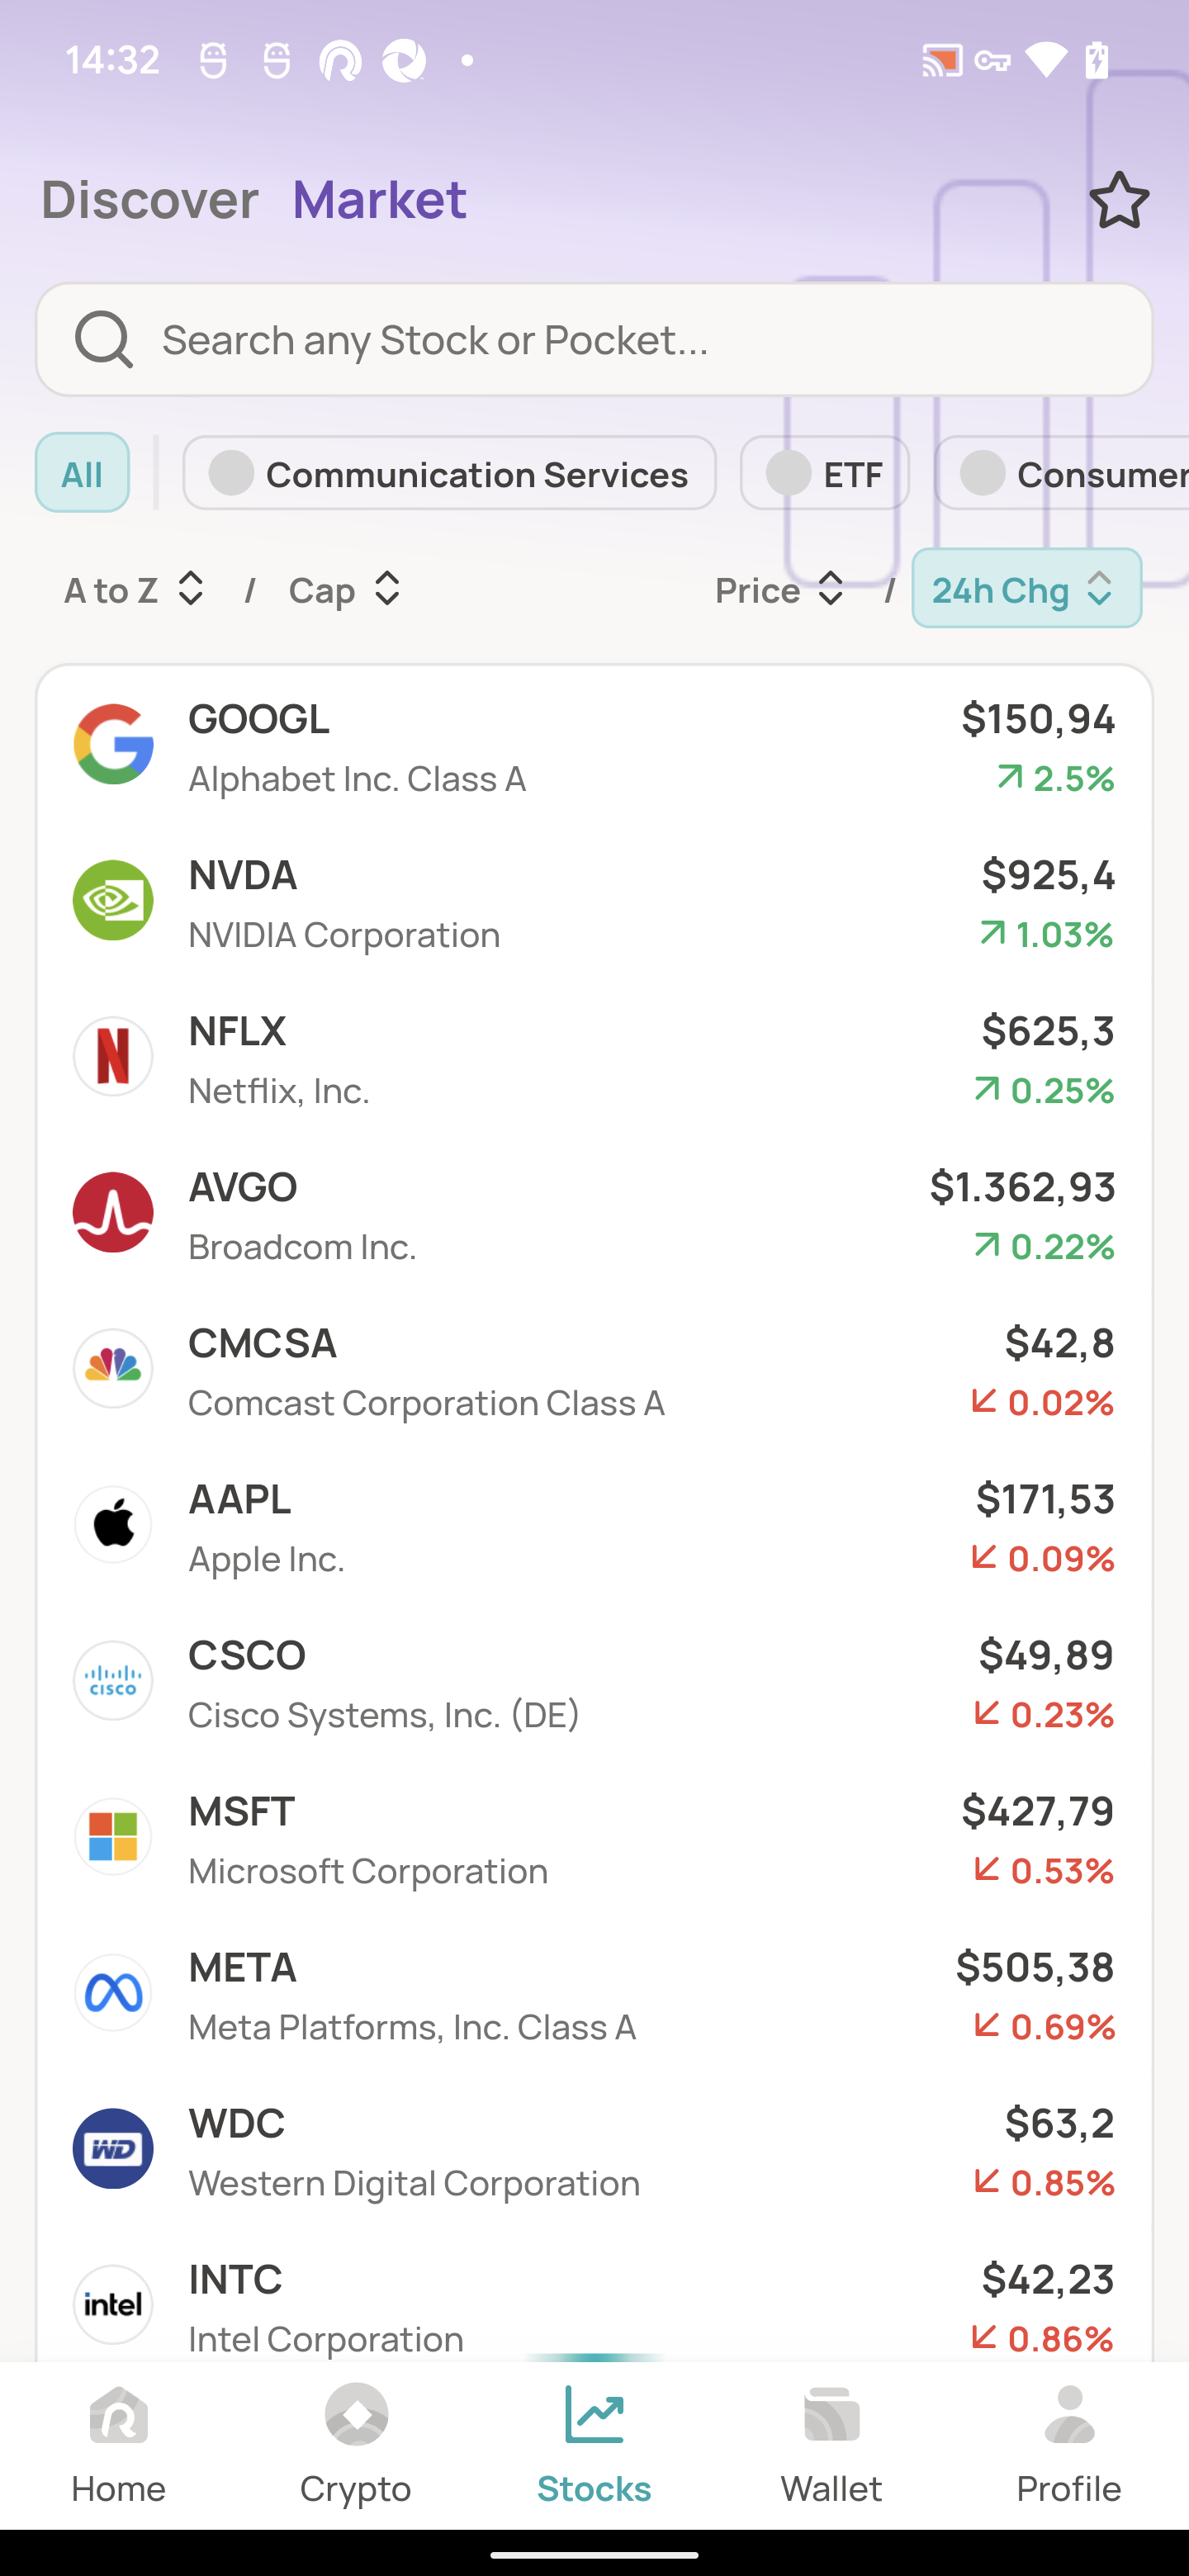 14:32
Discover Market
Search any Stock or Pocket...
All Communication Services ETF Consumer
A to Z / Cap Price / 24h Chg
GOOGL $150,94
Alphabet Inc. Class A 2.5%
NVDA $925,4
NVIDIA Corporation 1.03%
NFLX $625,3
Netflix, Inc. 0.25%
AVGO $1.362,93
Broadcom Inc. 0.22%
CMCSA $42,8
Comcast Corporation Class A 0.02%
AAPL $171,53
Apple Inc. 0.09%
CSCO $49,89
CISCO
Cisco Systems, Inc. (DE) 0.23%
MSFT $427,79
Microsoft Corporation 0.53%
META $505,38
Meta Platforms, Inc. Class A 0.69%
WDC $63,2
WD
Western Digital Corporation 0.85%
INTC $42,23
intel
Intel Corporation 0.86%
Home Crypto Stocks Wallet Profile